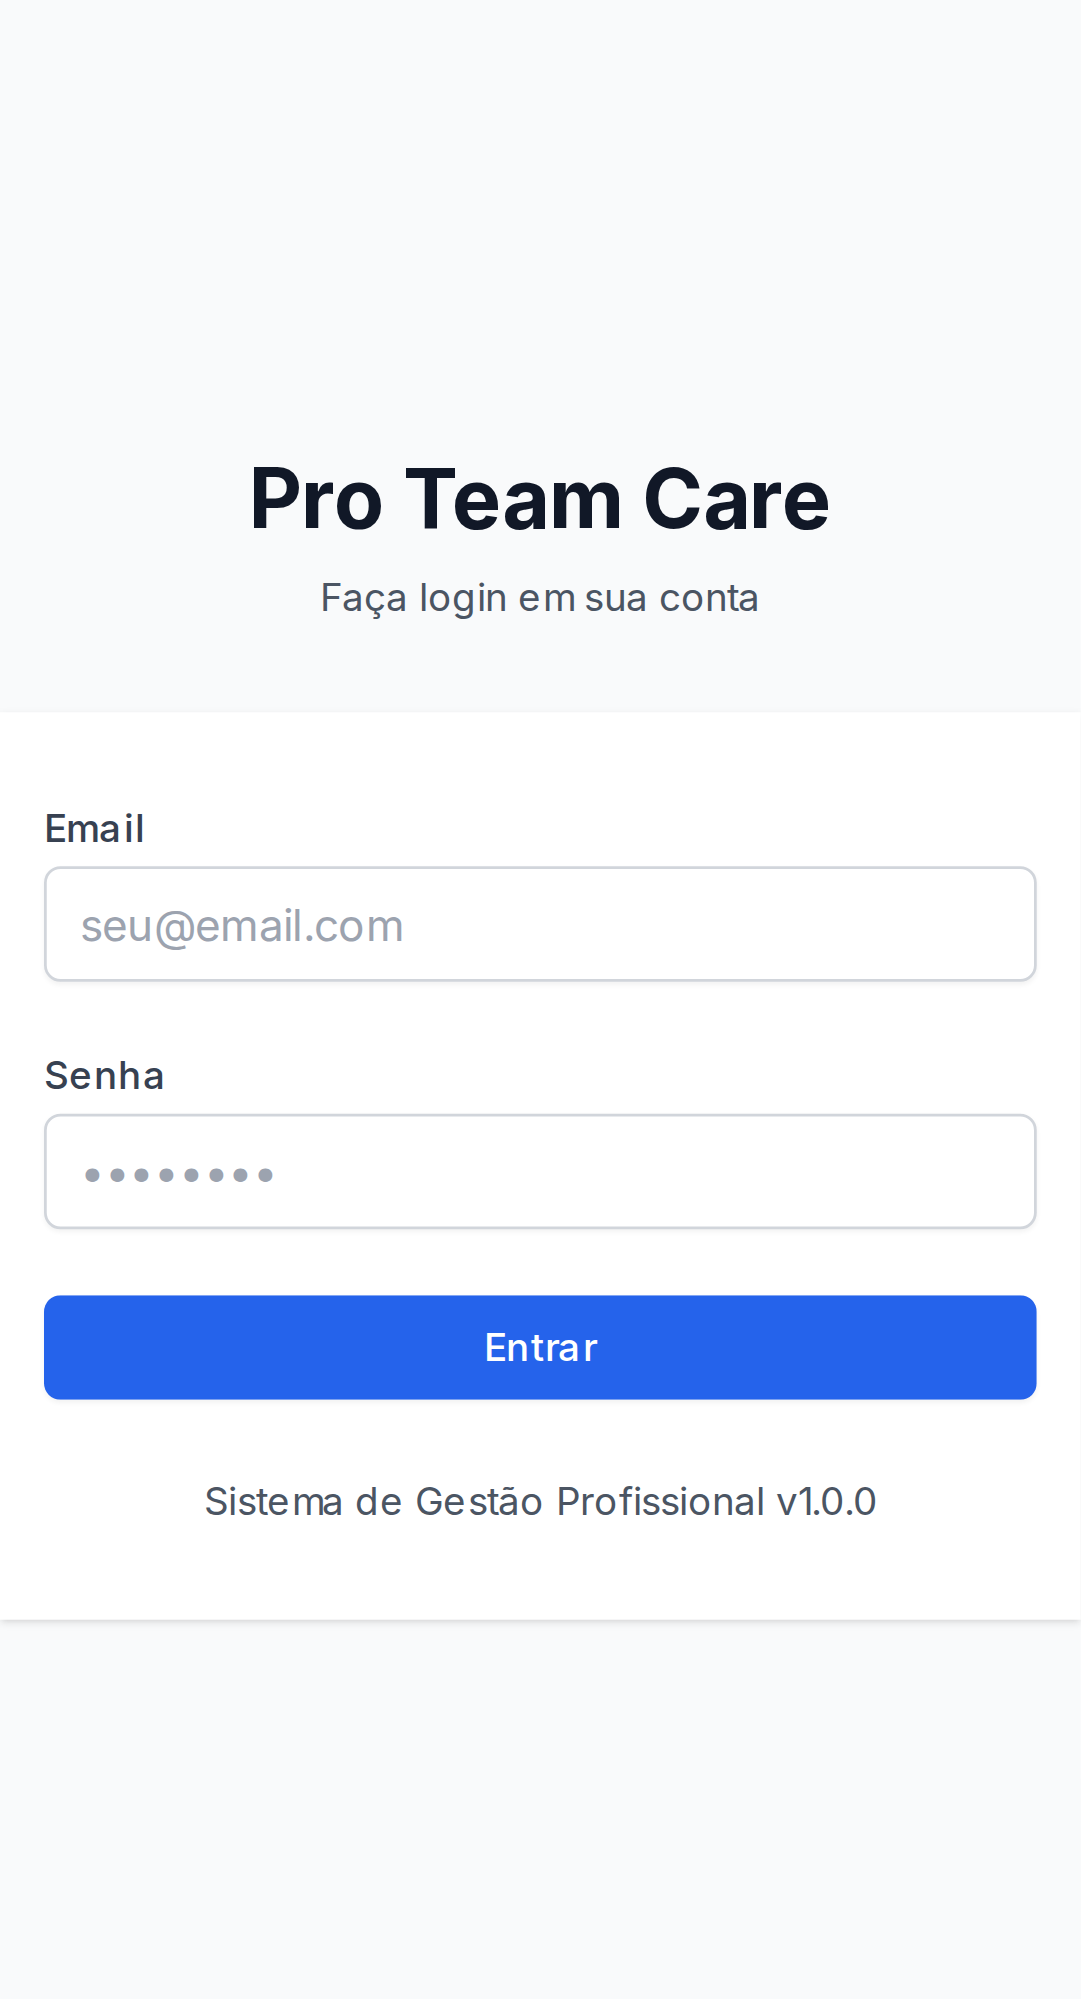 Pro Team Care
Faça login em sua conta
Email
seu@email.com
Senha
••••••••
Entrar
Sistema de Gestão Profissional v1.0.0